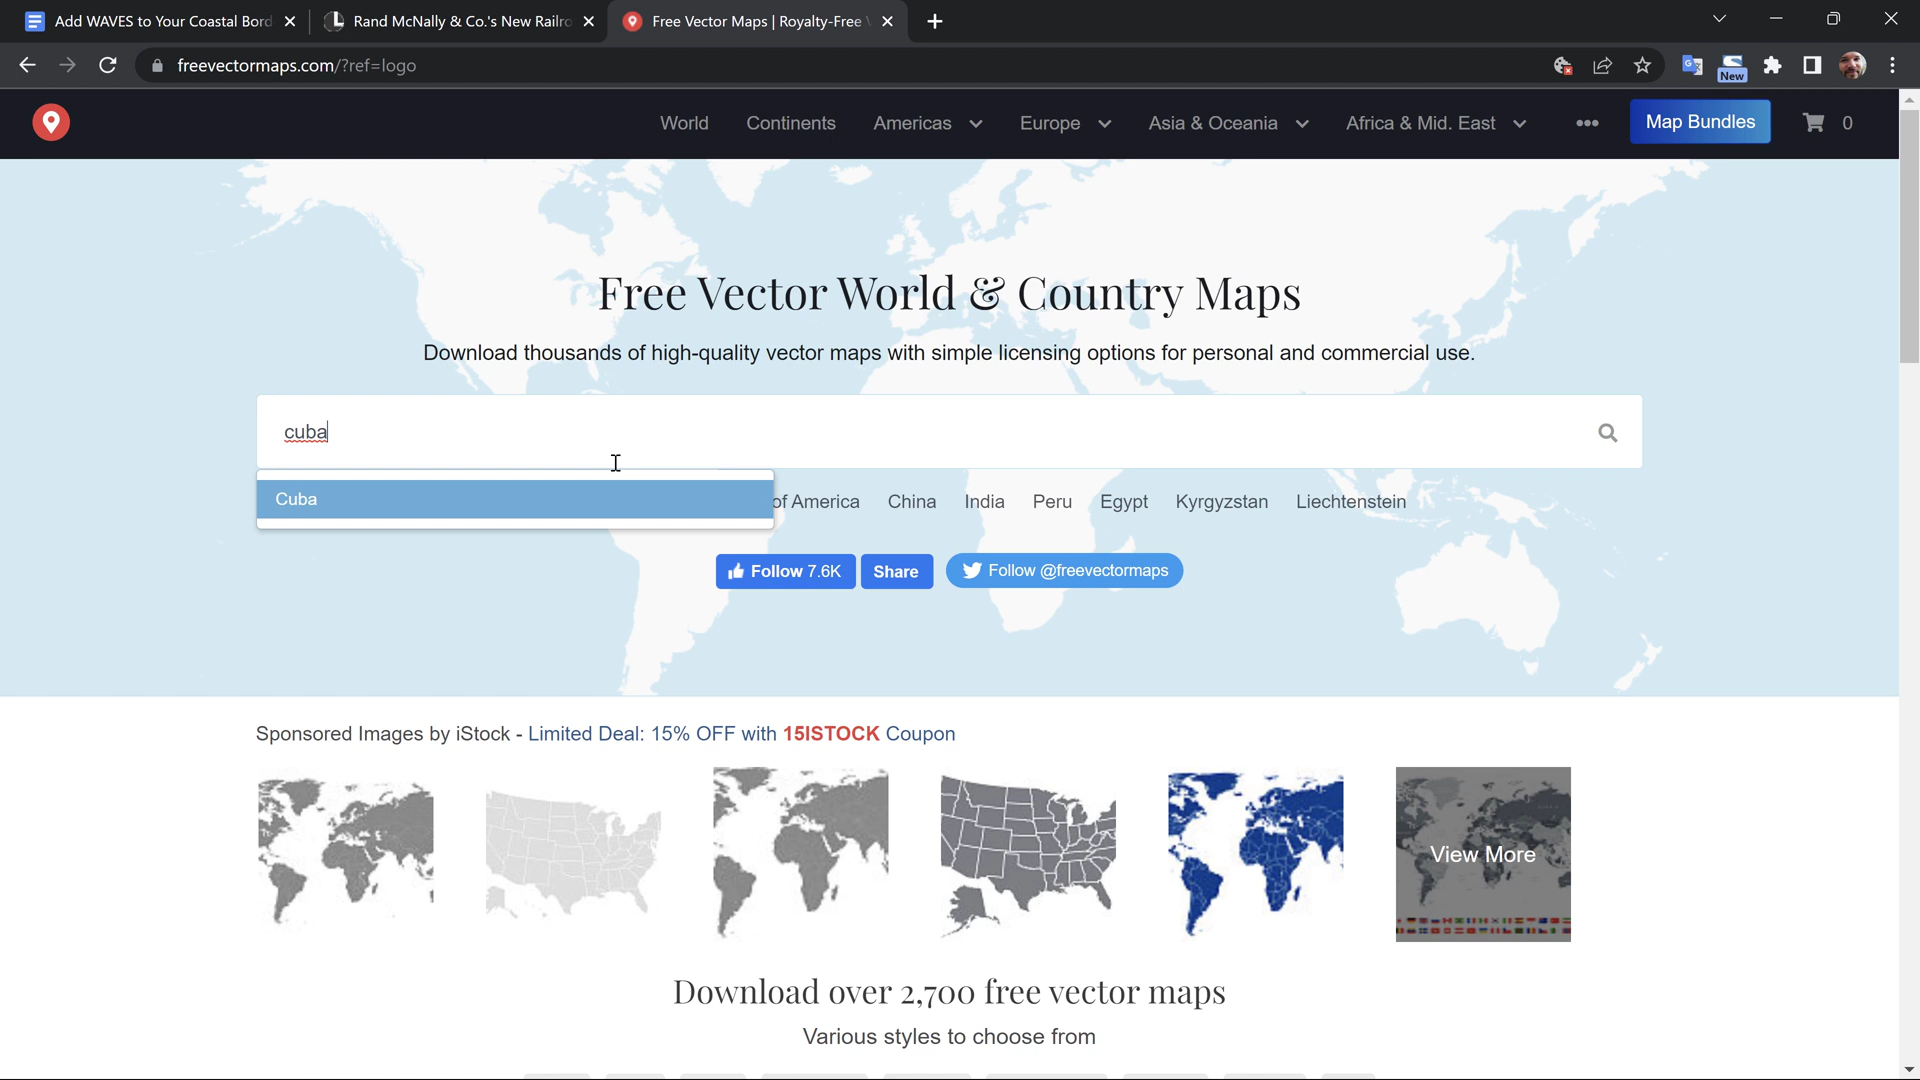 Add WAVES to Your Coastal Bord
Rand McNally & Co.'s New Railro
Free Vector Maps | Royalty-Free
freevectormaps.com/?ref=logo
New
World
Continents
Americas
Europe
Asia & Oceania
Africa & Mid. East
Map Bundles
0
Free Vector World & Country Maps
Download thousands of high-quality vector maps with simple licensing options for personal and commercial use.
cuba
Cuba
of America
China
India
Peru
Egypt
Kyrgyzstan
Liechtenstein
Follow 7.6K
Share
Follow @freevectormaps
Sponsored Images by iStock - Limited Deal: 15% OFF with 15ISTOCK Coupon
View More
Download over 2,700 free vector maps
Various styles to choose from